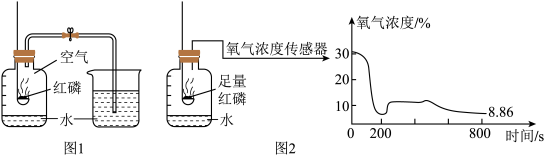 空气
红磷
水
图1
氧气浓度传感器
足量
红磷
水
图2
氧气浓度/%
30
20
10
0
200
600
800
时间/s
8.86